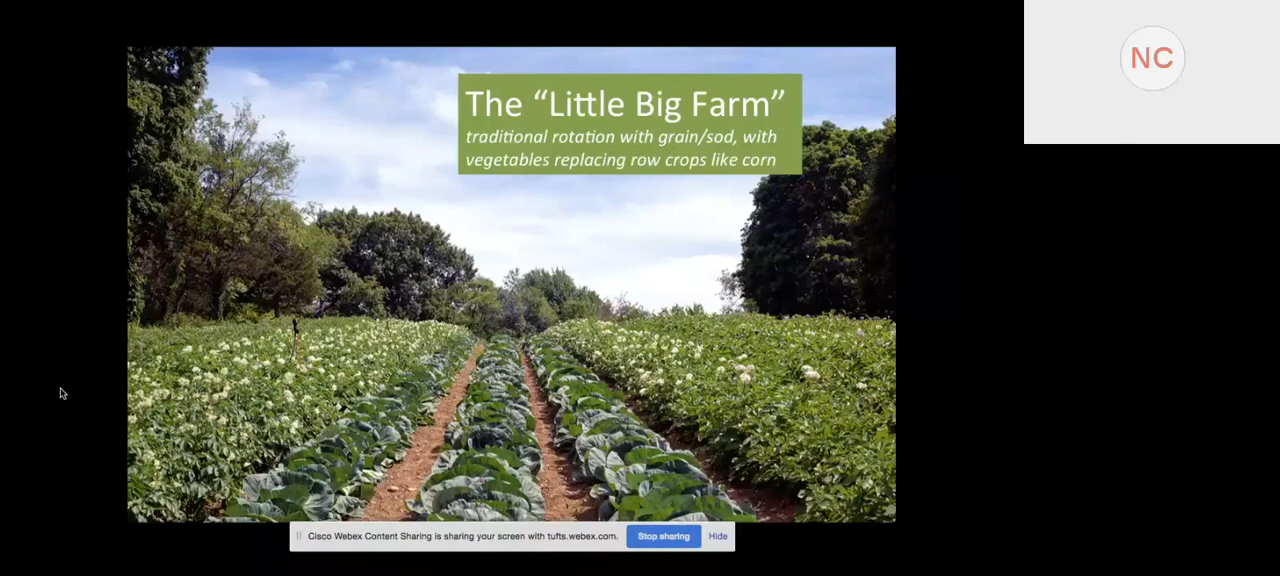 The “Little Big Farm”
traditional rotation with grain/sod, with
vegetables replacing row crops like corn
NC
Cisco Webex Content Sharing is sharing your screen with tufts.webex.com. Stop sharing Hide